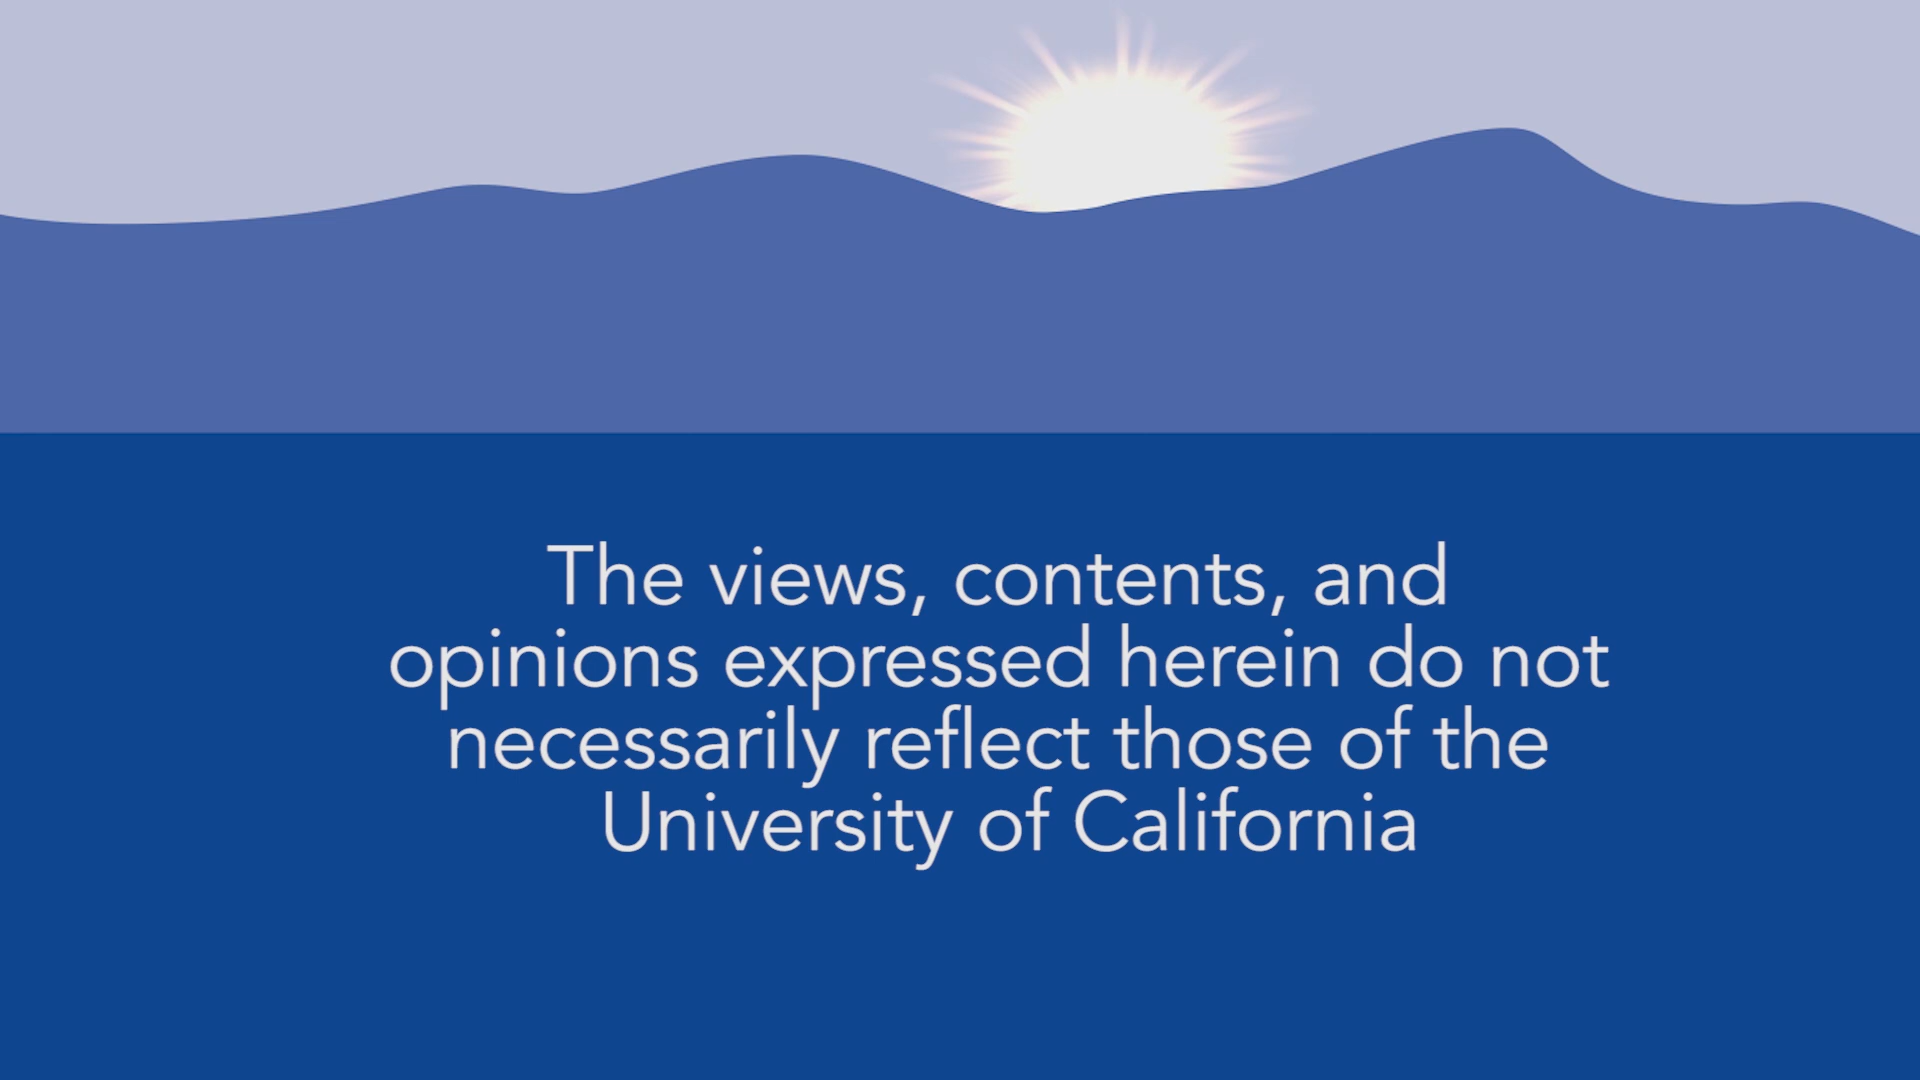 The views, contents, and
opinions expressed herein do not
necessarily reflect those of the
University of California